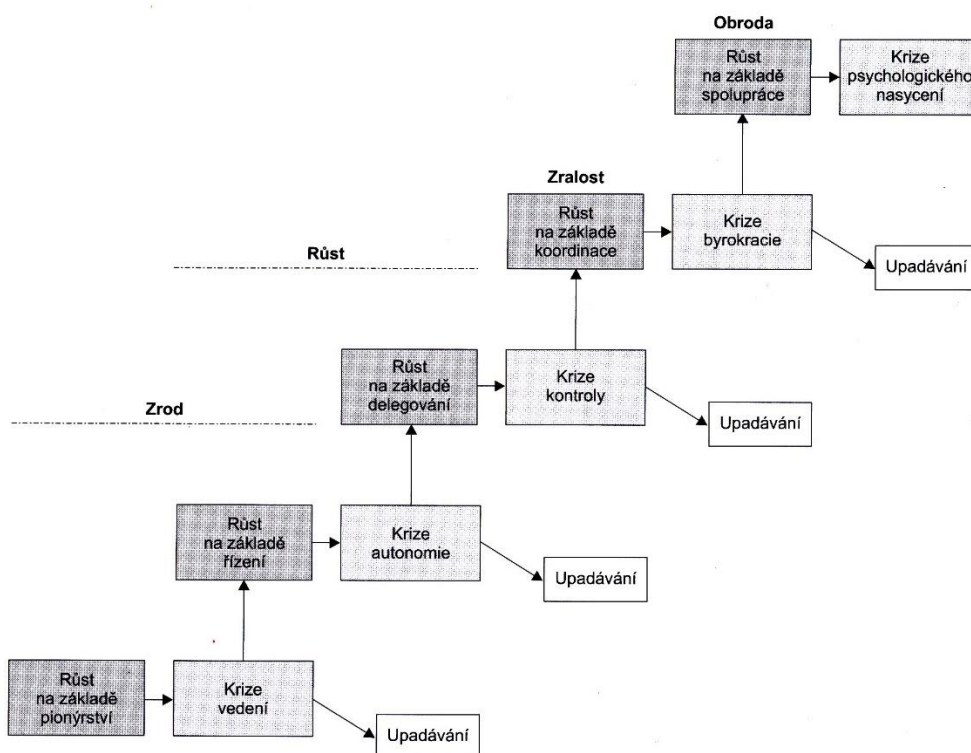 Obroda
Růst
na základě
spolupráce
Krize
psychologického
nasycení
Zralost
Růst
na základě
koordinace
Krize
byrokracie
Upadávání
Růst
Růst
na základě
delegování
Krize
kontroly
Upadávání
Zrod
Růst
na základě
řízení
Krize
autonomie
Upadávání
Růst
na základě
pionýrství
Krize
vedení
Upadávání